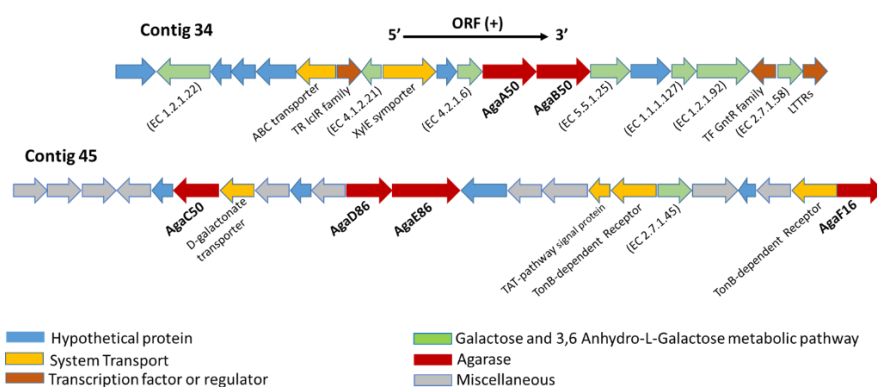 Contig 34
ORF (+)
5’ 3’
(EC 1.2.1.22)
ABC transporter
TR IclR family
(EC 4.1.2.21)
XylE symporter
(EC 4.2.1.6)
AgaA50
AgaB50
(EC 5.5.1.25)
(EC 1.1.1.127)
(EC 1.2.1.92)
TF GntR family
(EC 2.7.1.58)
LTTRs
Contig 45
AgaC50
D-galactonate
transporter
AgaD86
AgaE86
TAT-pathway signal protein
TonB-dependent Receptor
(EC 2.7.1.45)
TonB-dependent Receptor
AgaF16
Hypothetical protein
System Transport
Transcription factor or regulator
Galactose and 3,6 Anhydro-L-Galactose metabolic pathway
Agarase
Miscellaneous